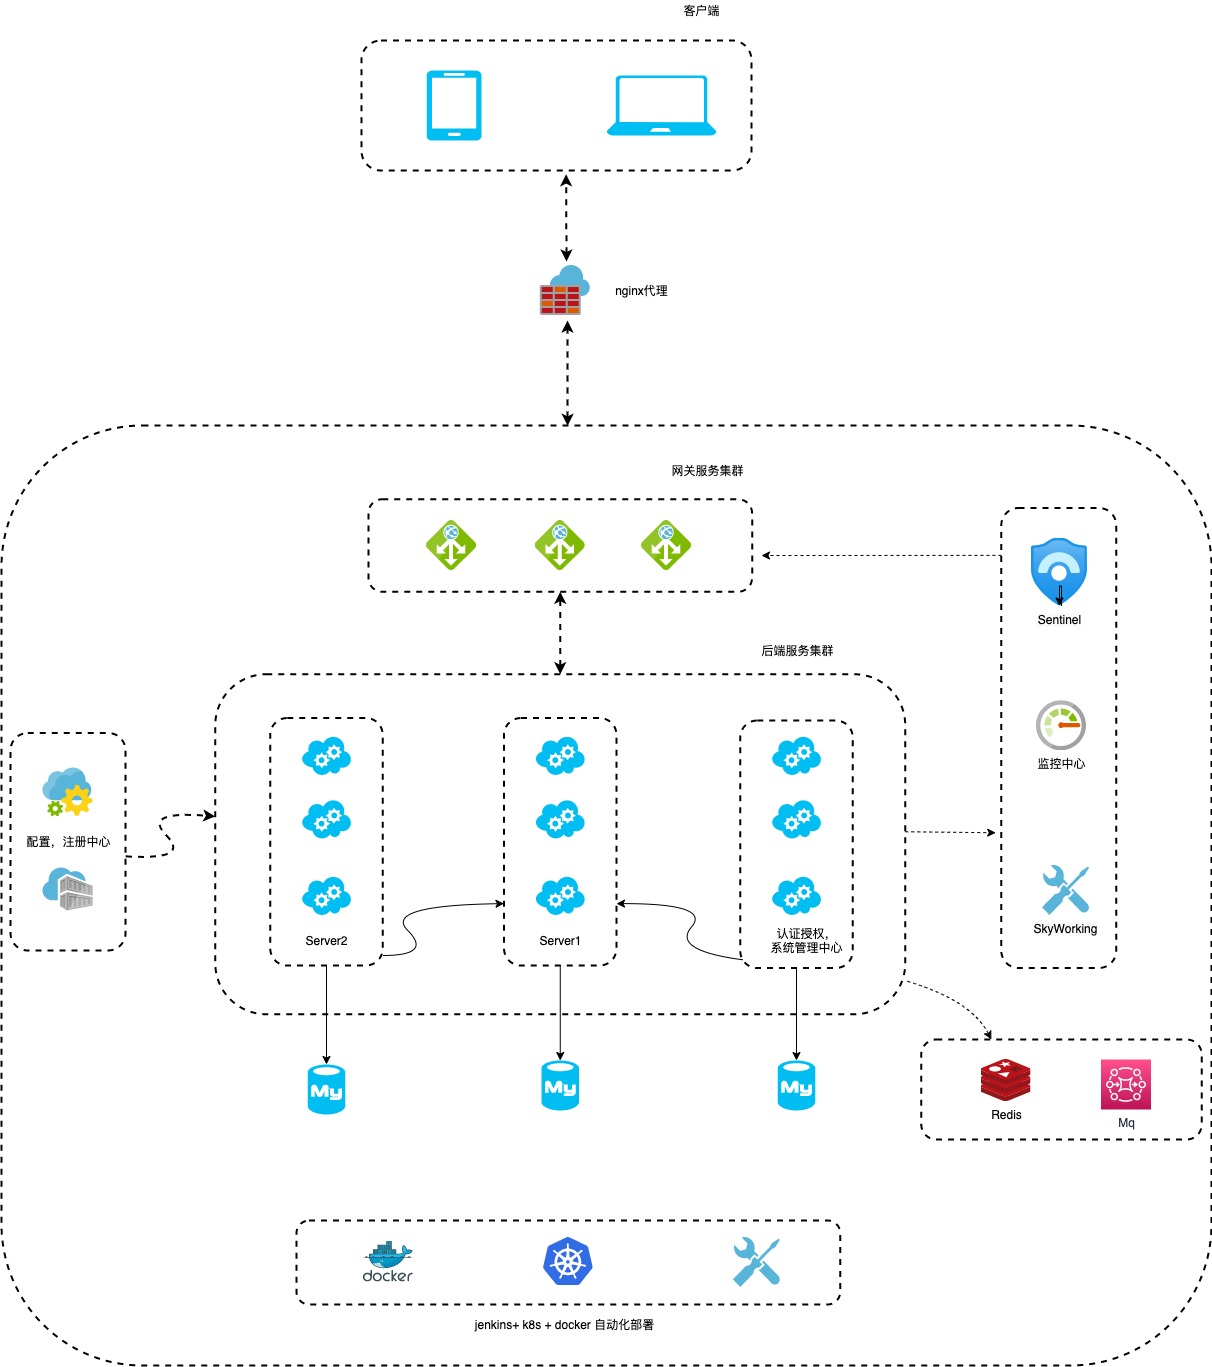 客户端
nginx代理
网关服务集群
Sentinel
后端服务集群
监控中心
配置，注册中心
SkyWorking
Server2
Server1
认证授权，
系统管理中心
My
My
My
Redis
Mq
docker
jenkins+ k8s + docker 自动化部署